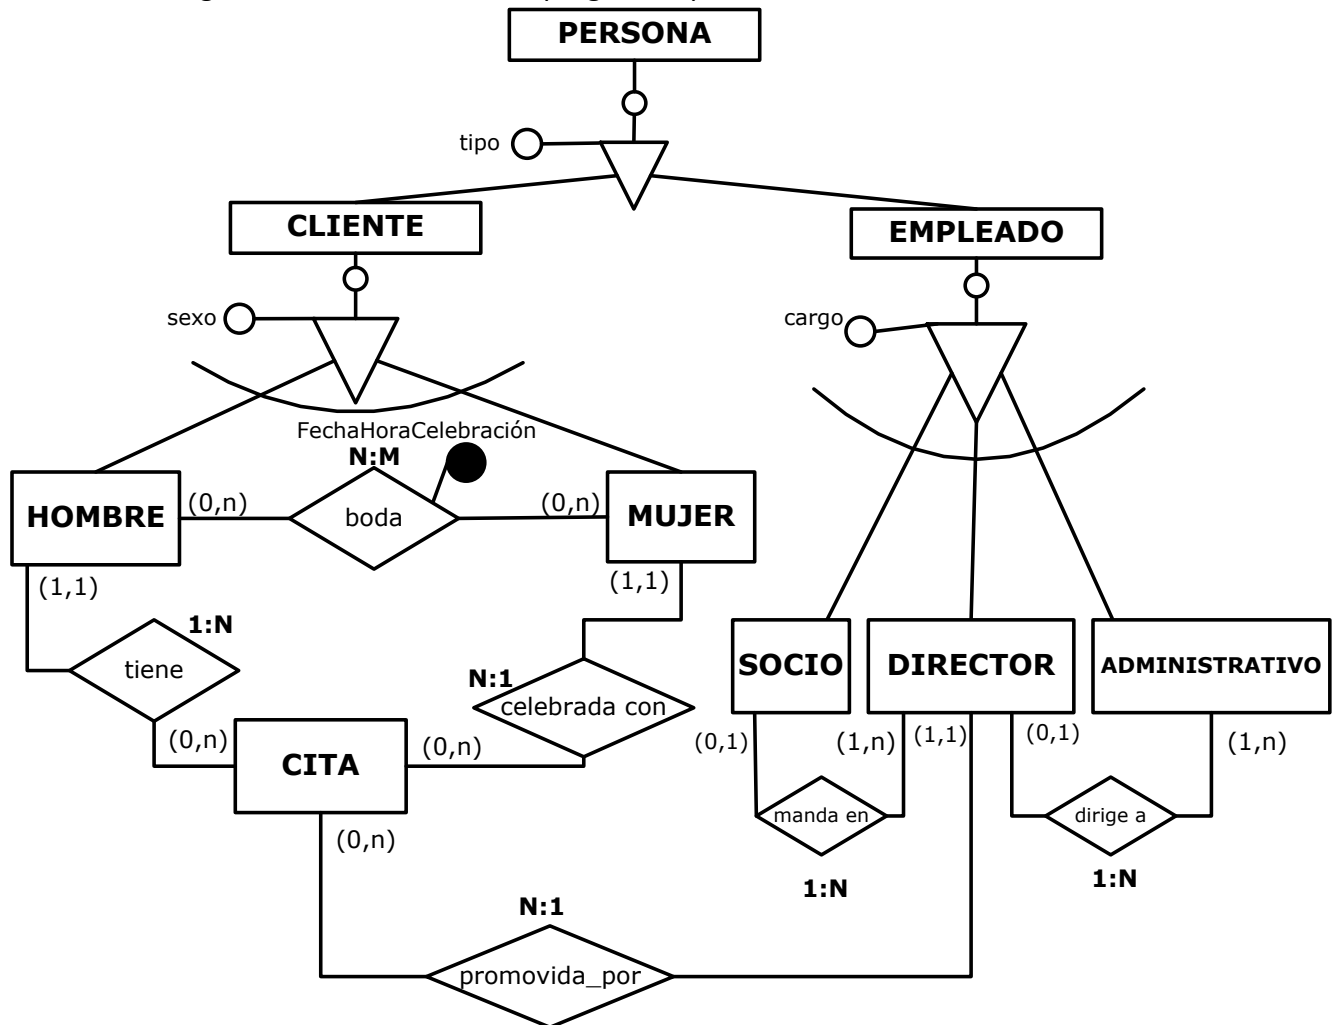 PERSONA
tipo
CLIENTE
EMPLEADO
sexo
cargo
FechaHoraCelebración
N:M
HOMBRE
(0,n)
boda
(0,n)
MUJER
(1,1)
(1,1)
1:N
tiene
N:1
celebrada con
SOCIO
DIRECTOR
ADMINISTRATIVO
(0,n)
CITA
(0,n)
(0,1)
(1,n)
(1,1)
(0,1)
(1,n)
manda en
dirige a
(0,n)
1:N
1:N
N:1
promovida_por